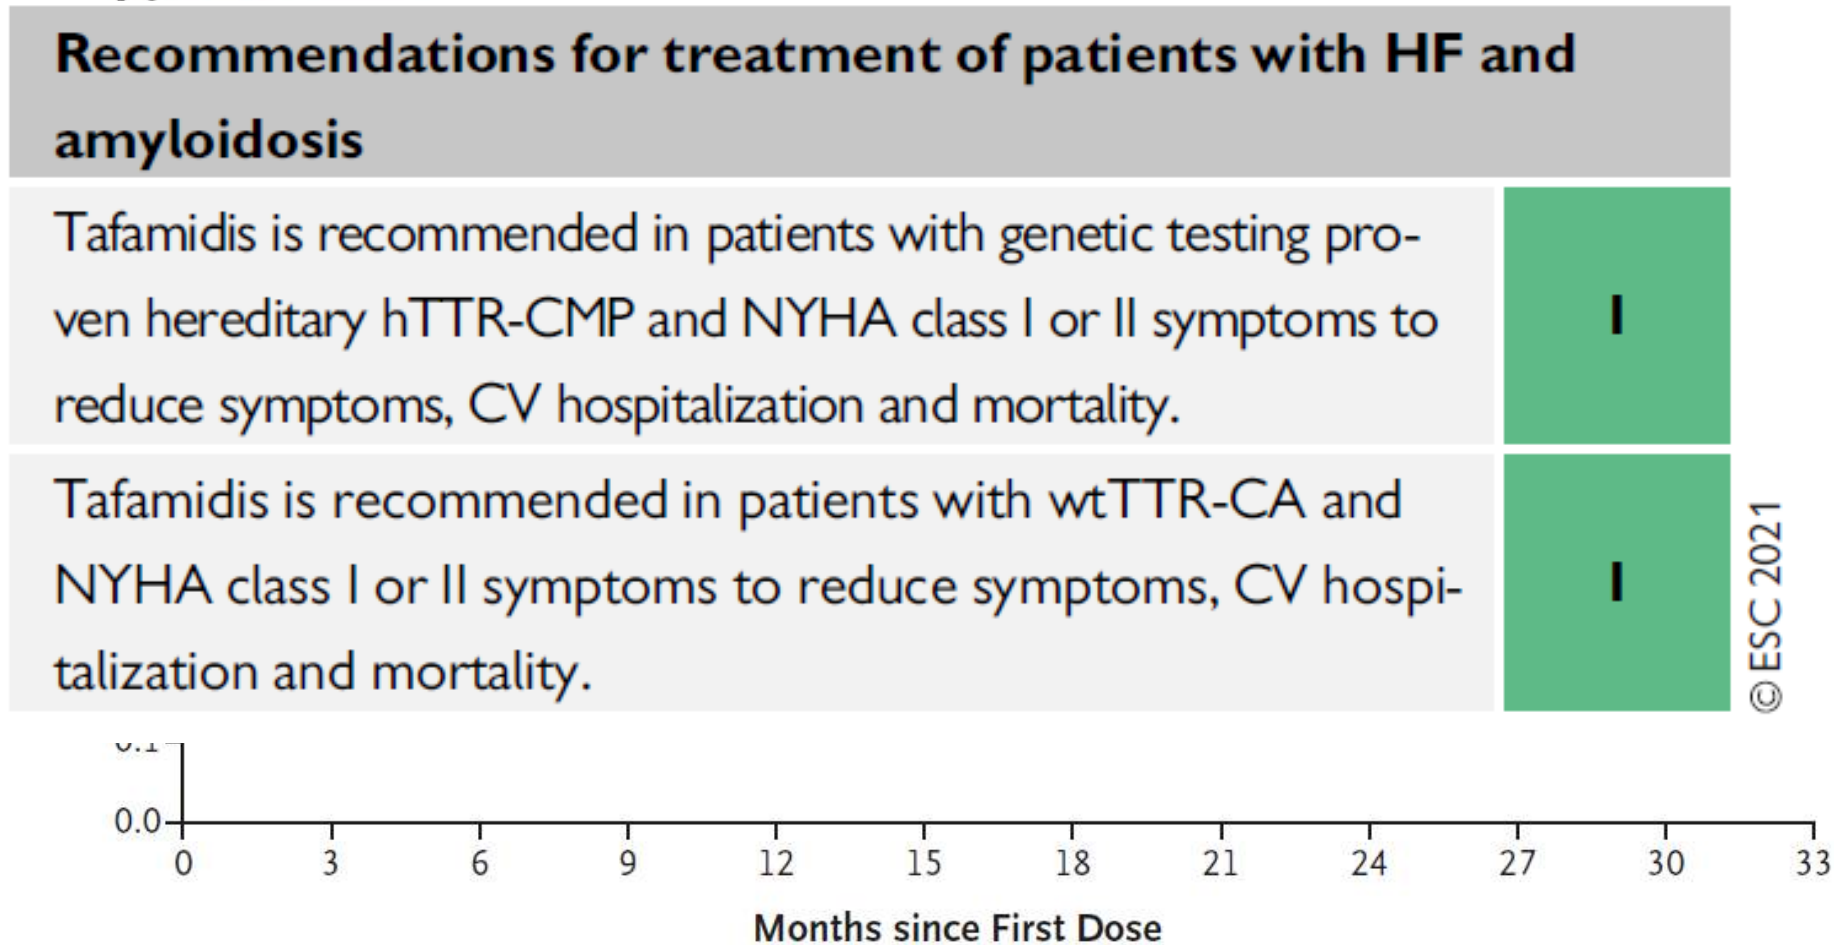 Recommendations for treatment of patients with HF and
amyloidosis
Tafamidis is recommended in patients with genetic testing pro-
ven hereditary hTTR-CMP and NYHA class I or II symptoms to
reduce symptoms, CV hospitalization and mortality.
I
Tafamidis is recommended in patients with wtTTR-CA and
NYHA class I or II symptoms to reduce symptoms, CV hospi-
talization and mortality.
I
© ESC 2021
0.1
0.0
0 3 6 9 12 15 18 21 24 27 30 33
Months since First Dose